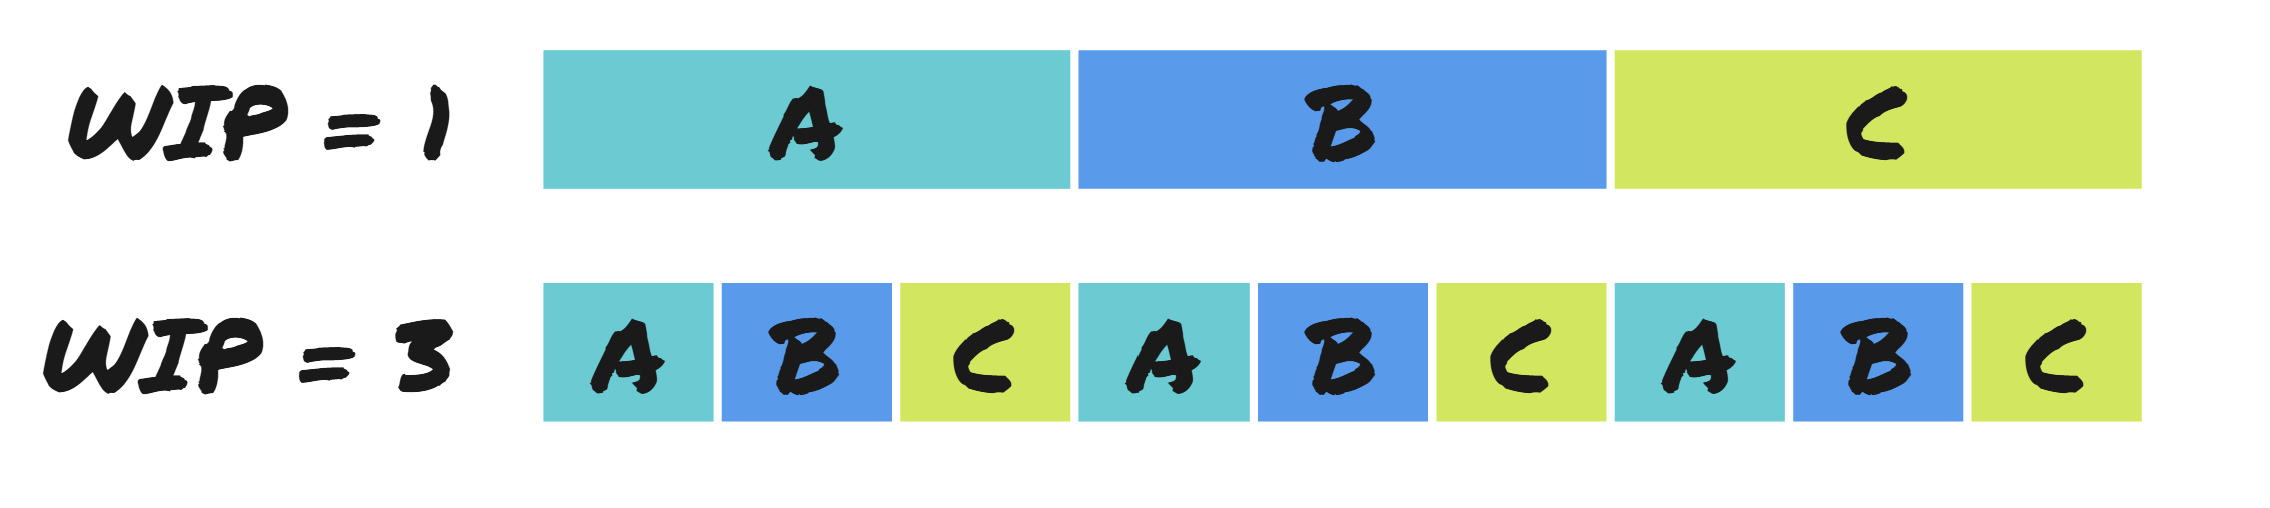 WIP = 1 A B C
WIP = 3 A B C A B C A B C